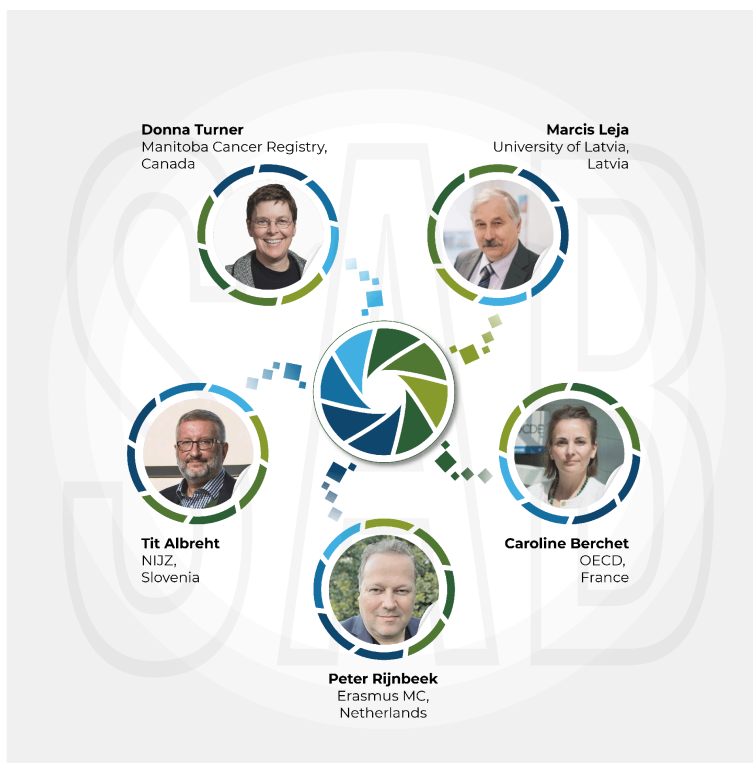 SAB
Donna Turner
Manitoba Cancer Registry,
Canada
Marcis Leja
University of Latvia,
Latvia
Tit Albreht
NIJZ,
Slovenia
CDE
Caroline Berchet
OECD,
France
Peter Rijnbeek
Erasmus MC,
Netherlands